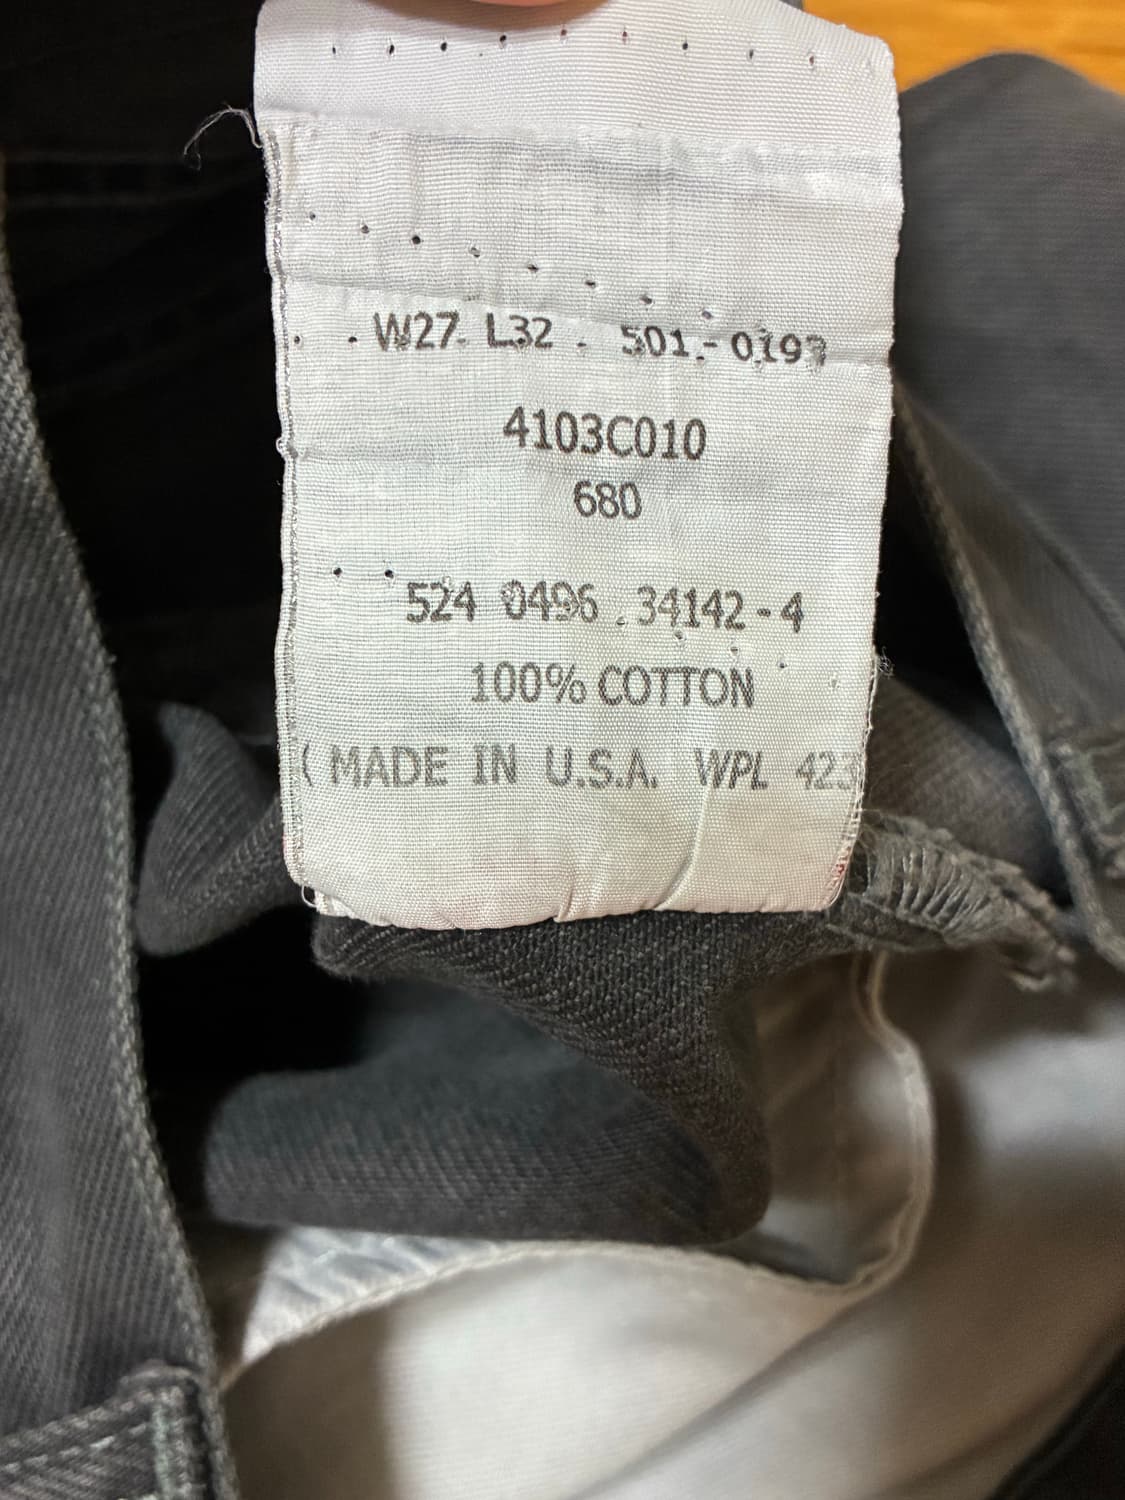 W27 L32 501-0193
4103C010
680
524 0496 34142-4
100% COTTON
( MADE IN U.S.A. WPL 423